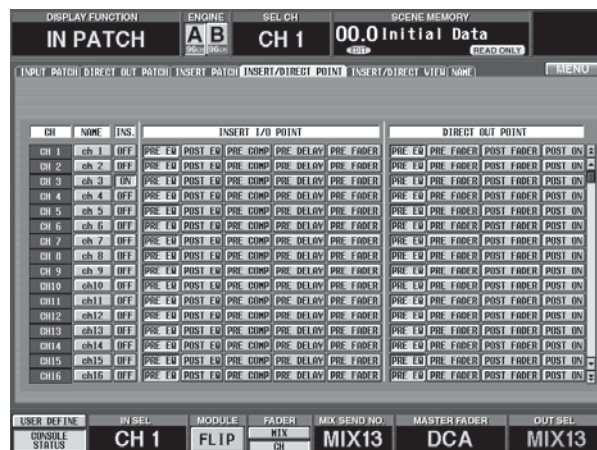 DISPLAY FUNCTION ENGINE SEL CH SCENE MEMORY
IN PATCH A B CH 1 00.0 Initial Data
96CH 96CH EDIT READ ONLY
INPUT PATCH DIRECT OUT PATCH INSERT PATCH INSERT/DIRECT POINT INSERT/DIRECT VIEW NAME MENU
CH NAME INS. INSERT I/O POINT DIRECT OUT POINT
CH 1 ch 1 OFF PRE EQ POST EQ PRE COMP PRE DELAY PRE FADER PRE EQ PRE FADER POST FADER POST ON
CH 2 ch 2 OFF PRE EQ POST EQ PRE COMP PRE DELAY PRE FADER PRE EQ PRE FADER POST FADER POST ON
CH 3 ch 3 ON PRE EQ POST EQ PRE COMP PRE DELAY PRE FADER PRE EQ PRE FADER POST FADER POST ON
CH 4 ch 4 OFF PRE EQ POST EQ PRE COMP PRE DELAY PRE FADER PRE EQ PRE FADER POST FADER POST ON
CH 5 ch 5 OFF PRE EQ POST EQ PRE COMP PRE DELAY PRE FADER PRE EQ PRE FADER POST FADER POST ON
CH 6 ch 6 OFF PRE EQ POST EQ PRE COMP PRE DELAY PRE FADER PRE EQ PRE FADER POST FADER POST ON
CH 7 ch 7 OFF PRE EQ POST EQ PRE COMP PRE DELAY PRE FADER PRE EQ PRE FADER POST FADER POST ON
CH 8 ch 8 OFF PRE EQ POST EQ PRE COMP PRE DELAY PRE FADER PRE EQ PRE FADER POST FADER POST ON
CH 9 ch 9 OFF PRE EQ POST EQ PRE COMP PRE DELAY PRE FADER PRE EQ PRE FADER POST FADER POST ON
CH10 ch10 OFF PRE EQ POST EQ PRE COMP PRE DELAY PRE FADER PRE EQ PRE FADER POST FADER POST ON
CH11 ch11 OFF PRE EQ POST EQ PRE COMP PRE DELAY PRE FADER PRE EQ PRE FADER POST FADER POST ON
CH12 ch12 OFF PRE EQ POST EQ PRE COMP PRE DELAY PRE FADER PRE EQ PRE FADER POST FADER POST ON
CH13 ch13 OFF PRE EQ POST EQ PRE COMP PRE DELAY PRE FADER PRE EQ PRE FADER POST FADER POST ON
CH14 ch14 OFF PRE EQ POST EQ PRE COMP PRE DELAY PRE FADER PRE EQ PRE FADER POST FADER POST ON
CH15 ch15 OFF PRE EQ POST EQ PRE COMP PRE DELAY PRE FADER PRE EQ PRE FADER POST FADER POST ON
CH16 ch16 OFF PRE EQ POST EQ PRE COMP PRE DELAY PRE FADER PRE EQ PRE FADER POST FADER POST ON
USER DEFINE IN SEL MODULE FADER MIX SEND NO. MASTER FADER OUT SEL
CONSOLE STATUS CH 1 FLIP MIX CH MIX13 DCA MIX13